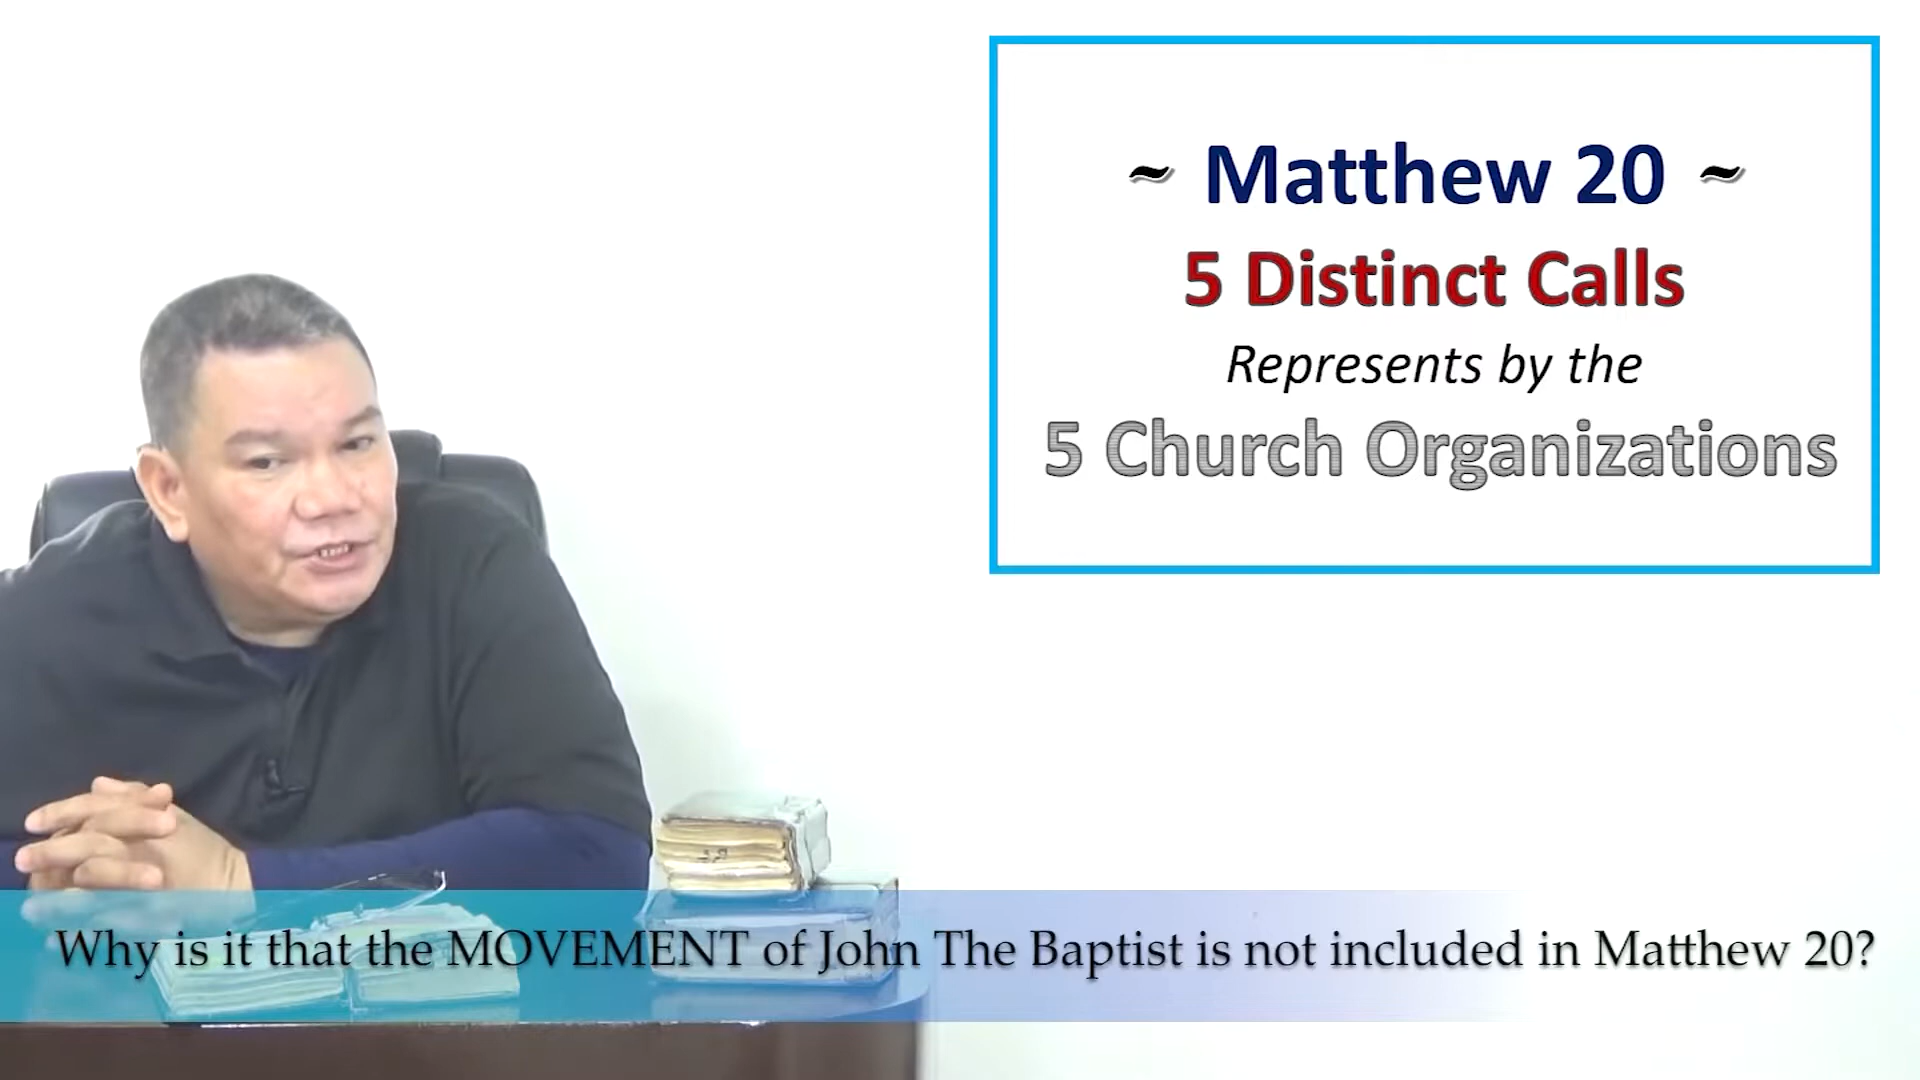 ~ Matthew 20 ~
5 Distinct Calls
Represents by the
5 Church Organizations
Why is it that the MOVEMENT of John The Baptist is not included in Matthew 20?